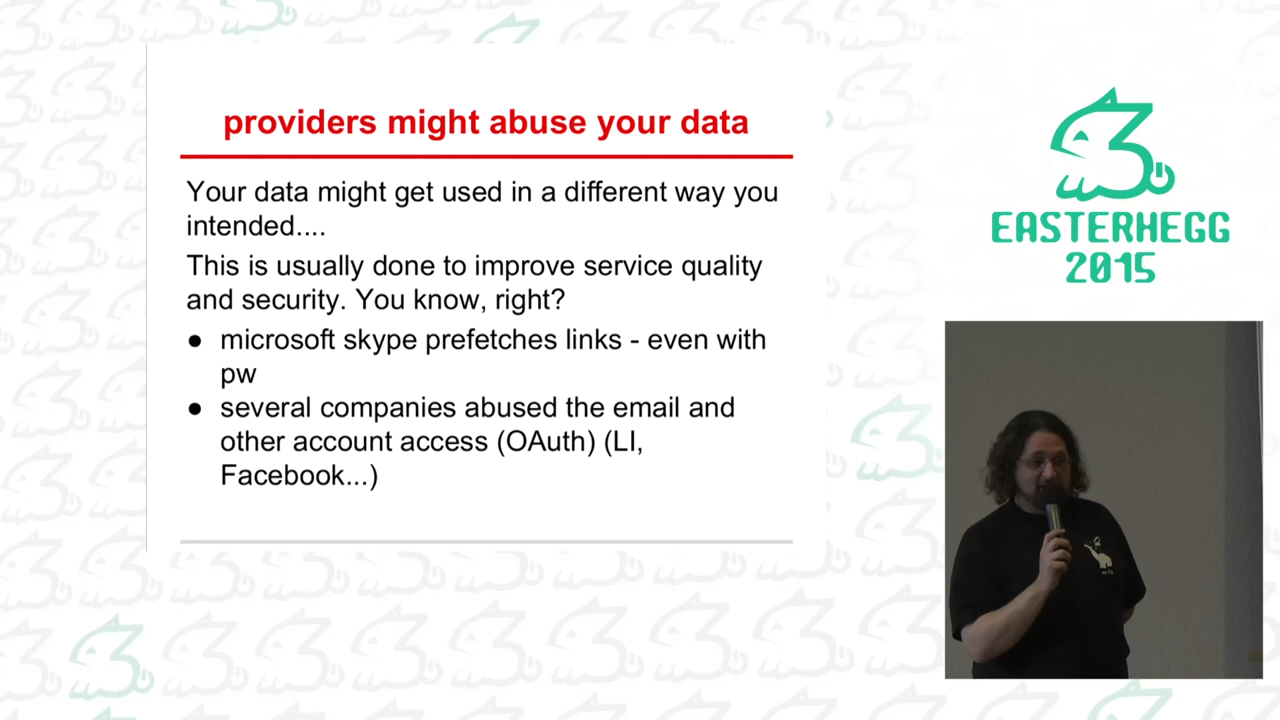 providers might abuse your data
Your data might get used in a different way you
intended....
This is usually done to improve service quality
and security. You know, right?
● microsoft skype prefetches links - even with
pw
● several companies abused the email and
other account access (OAuth) (LI,
Facebook...)
EASTERHEGG
2015